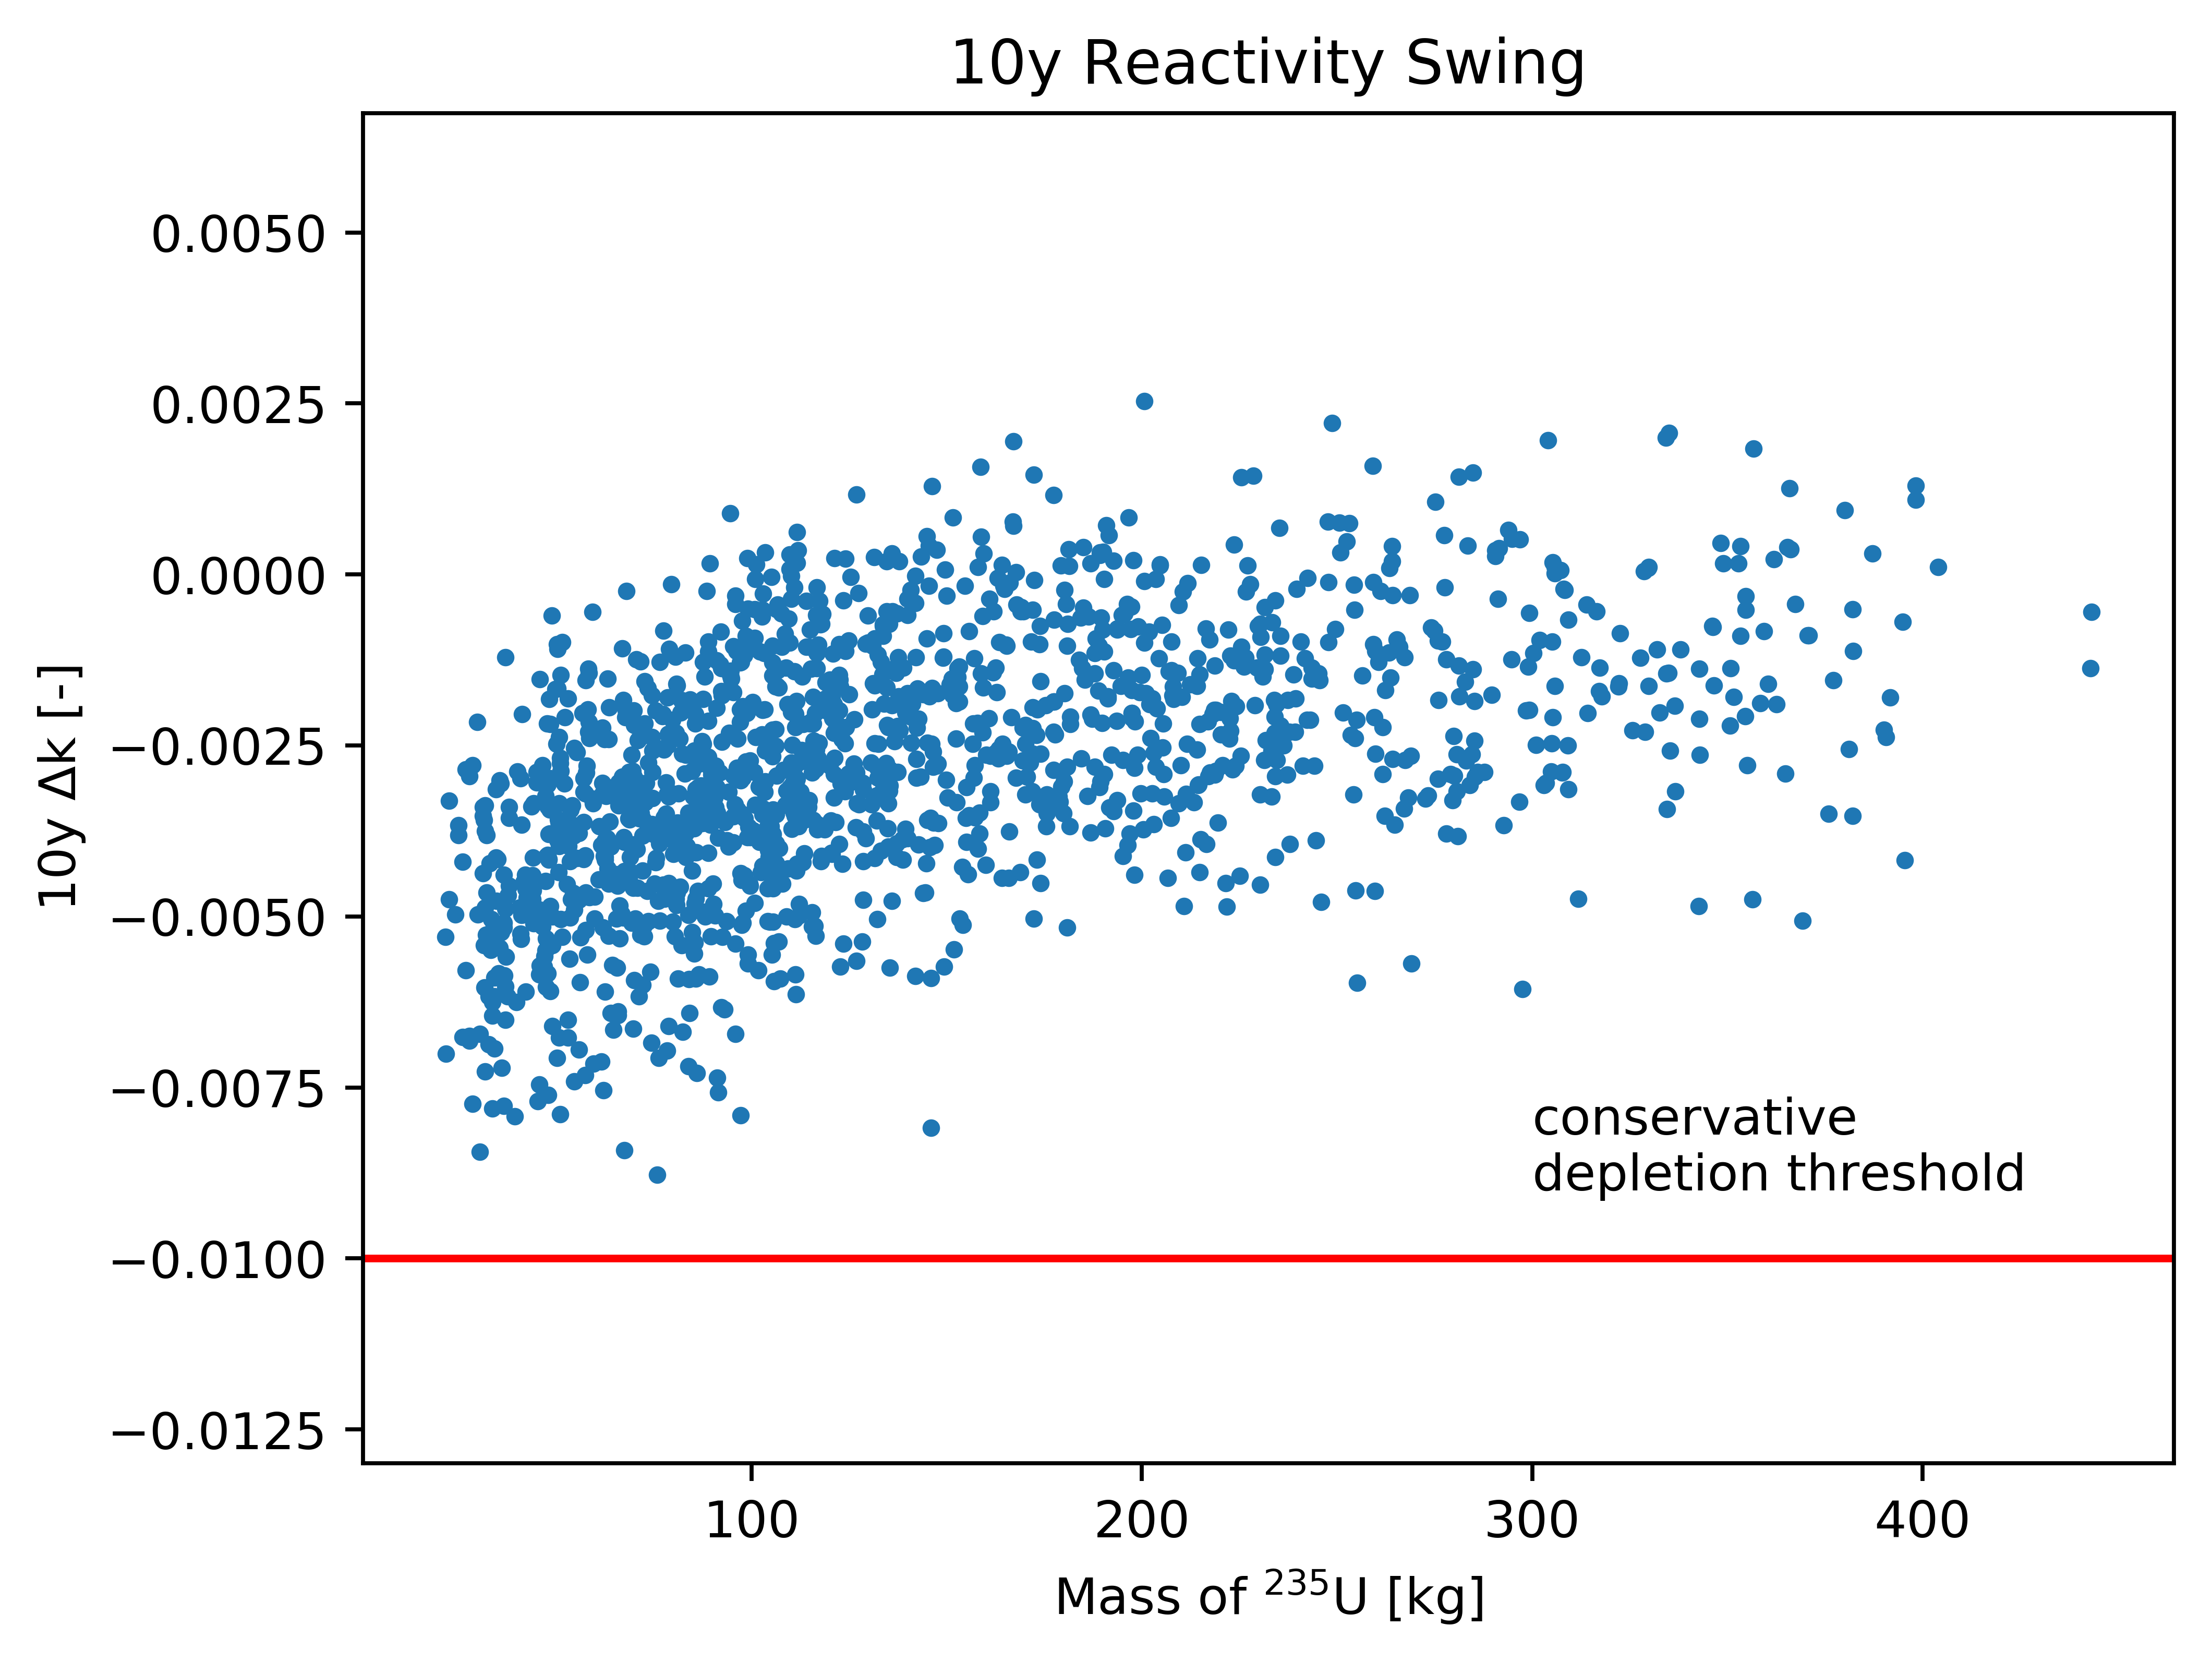 10y Reactivity Swing
10y Δk [-]
0.0050
0.0025
0.0000
−0.0025
−0.0050
−0.0075
−0.0100
−0.0125
conservative
depletion threshold
100 200 300 400
Mass of ²³⁵U [kg]